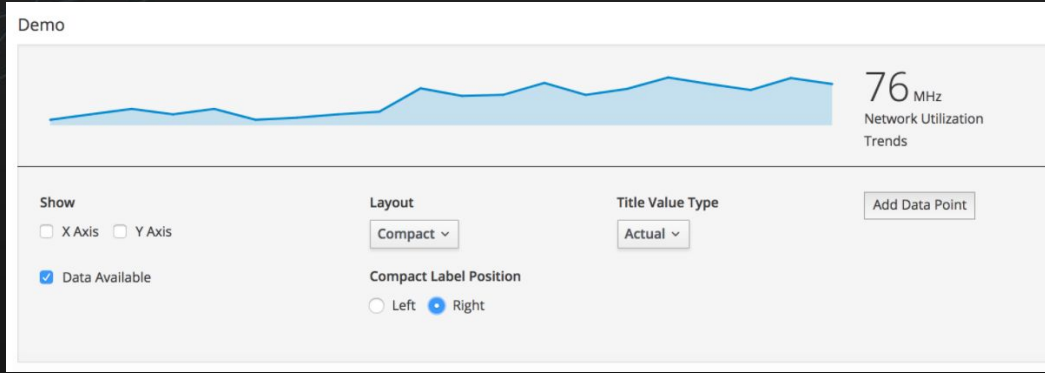 Demo
76 MHz
Network Utilization
Trends
Show
X Axis Y Axis
Data Available
Layout
Compact
Compact Label Position
Left Right
Title Value Type
Actual
Add Data Point